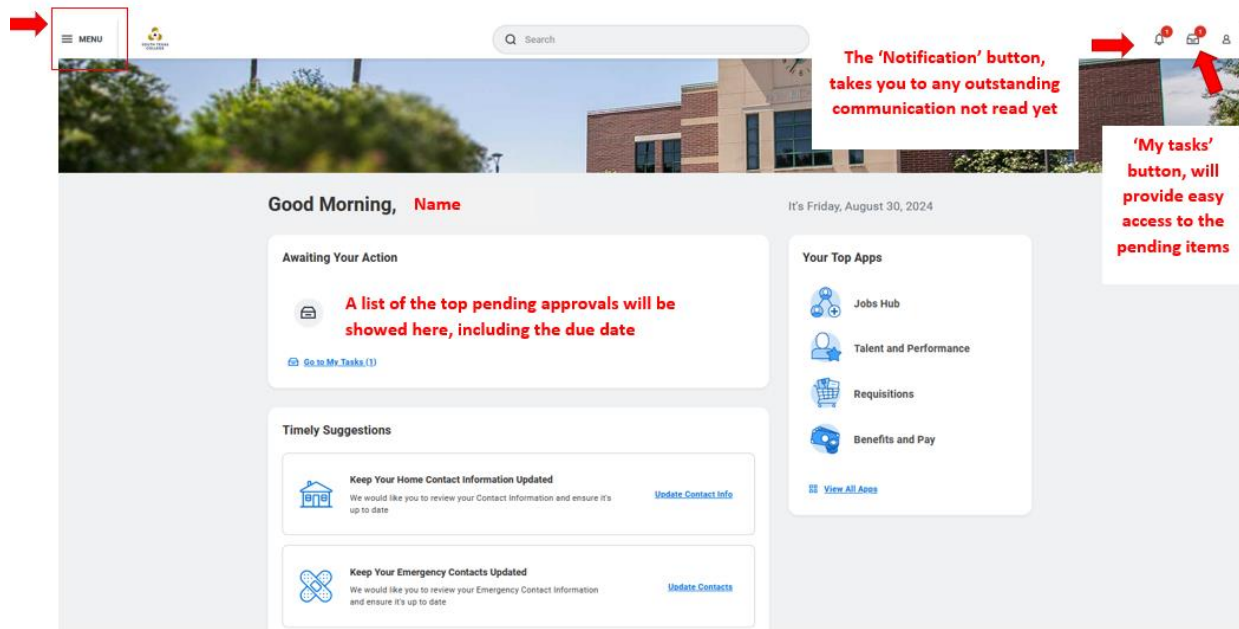 MENU
SOUTH TEXAS
COLLEGE
Search
1
1
The ‘Notification’ button,
takes you to any outstanding
communication not read yet
‘My tasks’
button, will
provide easy
access to the
pending items
Good Morning, Name
It's Friday, August 30, 2024
Awaiting Your Action
A list of the top pending approvals will be
showed here, including the due date
Go to My Tasks (1)
Your Top Apps
Jobs Hub
Talent and Performance
Requisitions
Benefits and Pay
View All Apps
Timely Suggestions
Keep Your Home Contact Information Updated
We would like you to review your Contact Information and ensure it's
up to date
Update Contact Info
Keep Your Emergency Contacts Updated
We would like you to review your Emergency Contact Information
and ensure it's up to date
Update Contacts